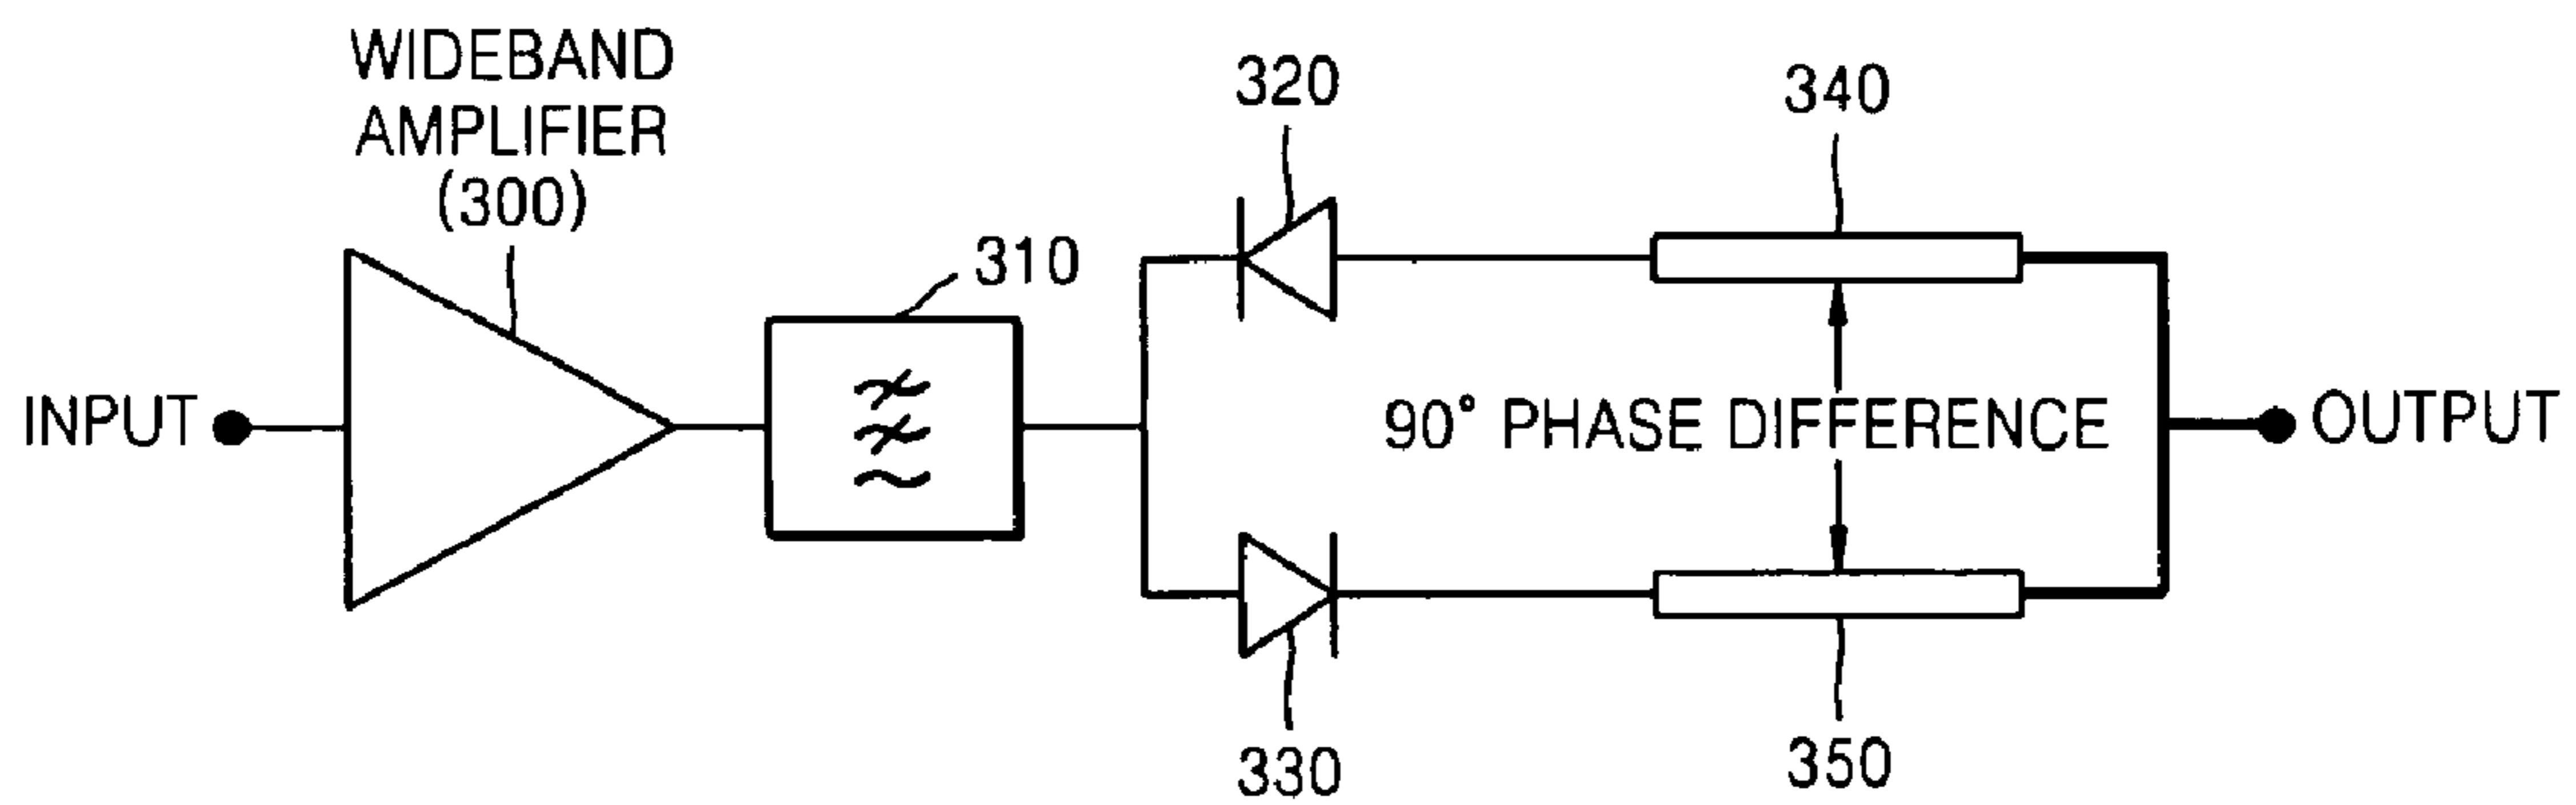 WIDEBAND
AMPLIFIER
(300)
310
320
340
INPUT
90° PHASE DIFFERENCE
OUTPUT
330
350